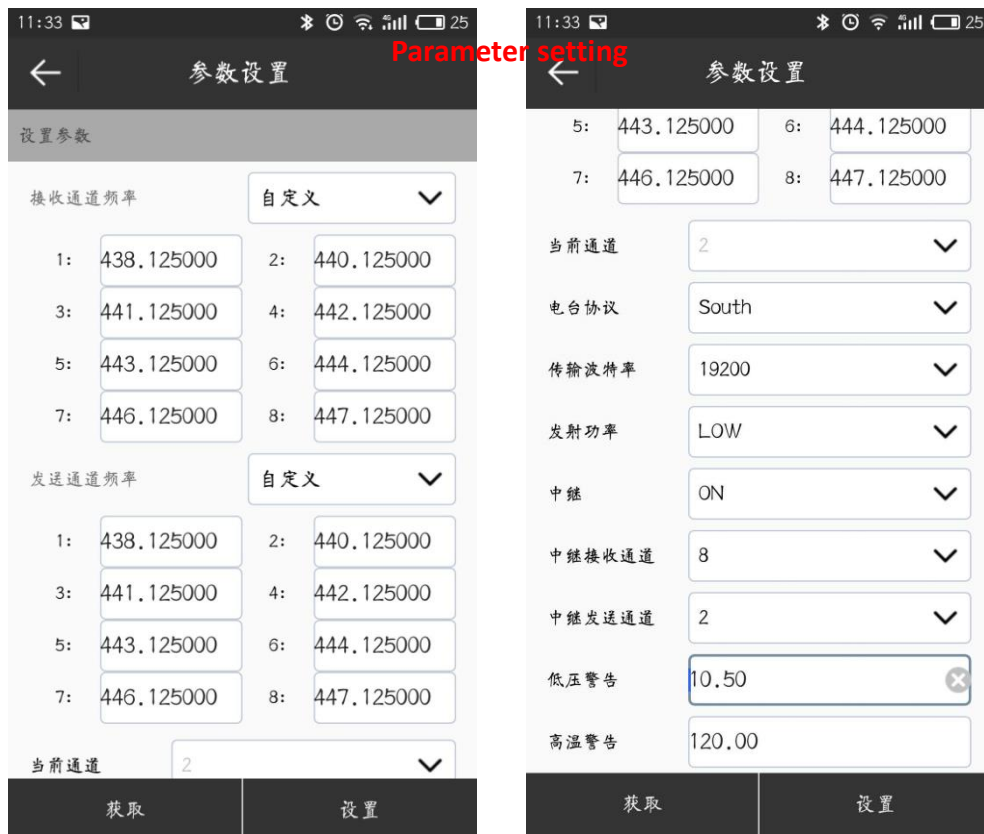 11:33 25
参数设置
设置参数
接收通道频率 自定义
1: 438.125000 2: 440.125000
3: 441.125000 4: 442.125000
5: 443.125000 6: 444.125000
7: 446.125000 8: 447.125000
发送通道频率 自定义
1: 438.125000 2: 440.125000
3: 441.125000 4: 442.125000
5: 443.125000 6: 444.125000
7: 446.125000 8: 447.125000
当前通道 2
获取 设置
Parameter setting
11:33 25
参数设置
5: 443.125000 6: 444.125000
7: 446.125000 8: 447.125000
当前通道 2
电台协议 South
传输波特率 19200
发射功率 LOW
中继 ON
中继接收通道 8
中继发送通道 2
低压警告 10.50
高温警告 120.00
获取 设置